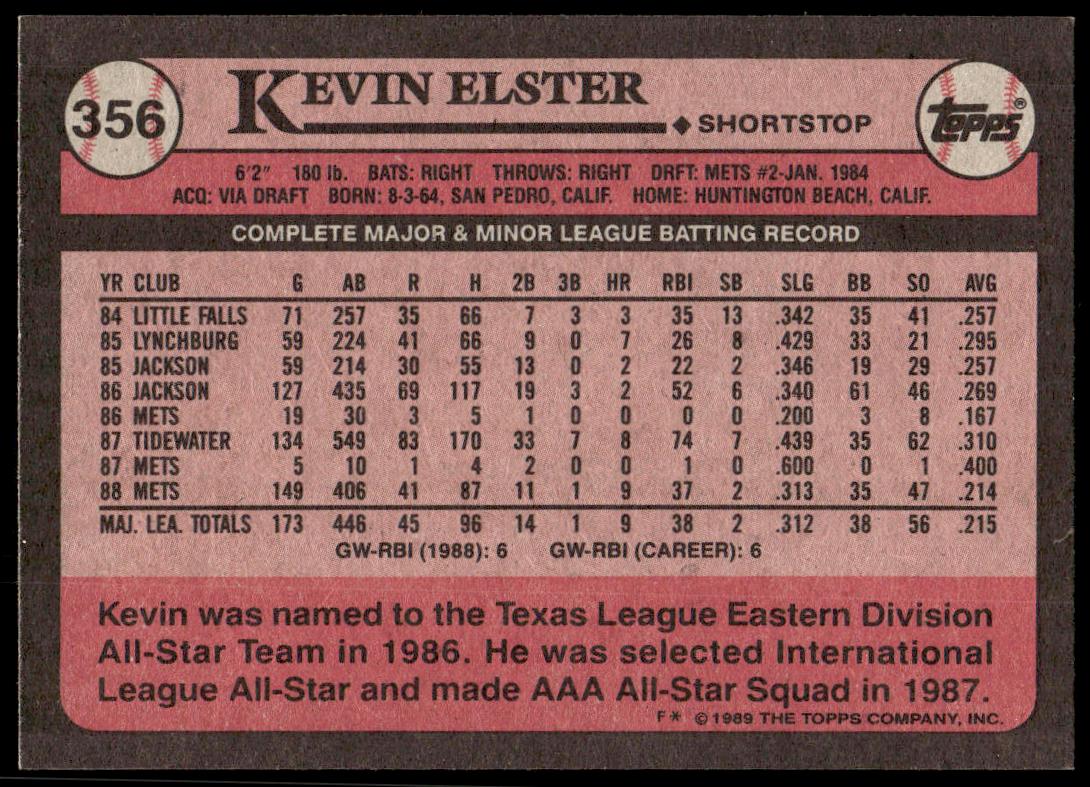 356
KEVIN ELSTER
◆ SHORTSTOP
Topps®
6'2" 180 lb. BATS: RIGHT THROWS: RIGHT DRFT: METS #2-JAN. 1984
ACQ: VIA DRAFT BORN: 8-3-64, SAN PEDRO, CALIF. HOME: HUNTINGTON BEACH, CALIF.
COMPLETE MAJOR & MINOR LEAGUE BATTING RECORD
YR CLUB G AB R H 2B 3B HR RBI SB SLG BB SO AVG
84 LITTLE FALLS 71 257 35 66 7 3 3 35 13 .342 35 41 .257
85 LYNCHBURG 59 224 41 66 9 0 7 26 8 .429 33 21 .295
85 JACKSON 59 214 30 55 13 0 2 22 2 .346 19 29 .257
86 JACKSON 127 435 69 117 19 3 2 52 6 .340 61 46 .269
86 METS 19 30 3 5 1 0 0 0 0 .200 3 8 .167
87 TIDEWATER 134 549 83 170 33 7 8 74 7 .439 35 62 .310
87 METS 5 10 1 4 2 0 0 1 0 .600 0 1 .400
88 METS 149 406 41 87 11 1 9 37 2 .313 35 47 .214
MAJ. LEA. TOTALS 173 446 45 96 14 1 9 38 2 .312 38 56 .215
GW-RBI (1988): 6 GW-RBI (CAREER): 6
Kevin was named to the Texas League Eastern Division
All-Star Team in 1986. He was selected International
League All-Star and made AAA All-Star Squad in 1987.
F* ©1989 THE TOPPS COMPANY, INC.